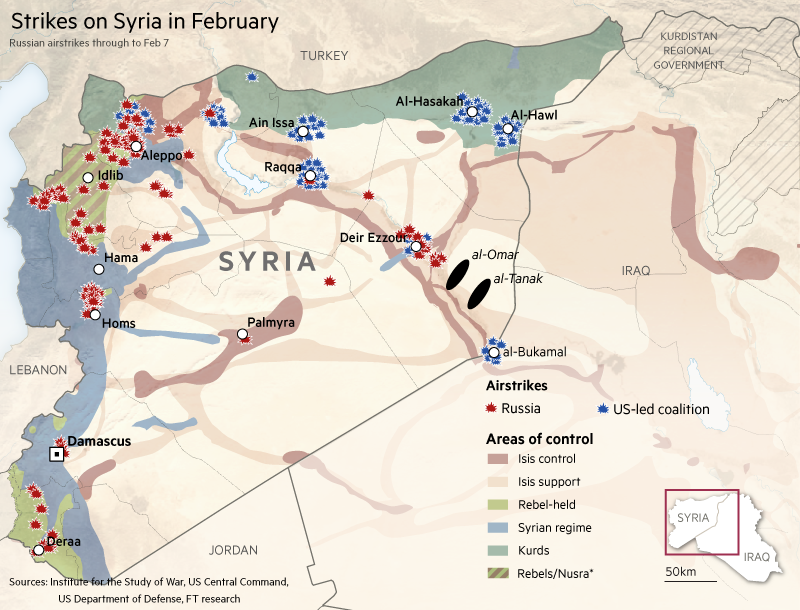 Strikes on Syria in February
Russian airstrikes through to Feb 7
TURKEY
KURDISTAN
REGIONAL
GOVERNMENT
Al-Hasakah
Al-Hawl
Ain Issa
Aleppo
Raqqa
Idlib
Deir Ezzour
al-Omar
Hama
SYRIA
al-Tanak
IRAQ
Homs
Palmyra
al-Bukamal
LEBANON
Airstrikes
Russia
US-led coalition
Damascus
Areas of control
Isis control
Isis support
Rebel-held
Syrian regime
Kurds
Rebels/Nusra*
SYRIA
IRAQ
50km
Deraa
JORDAN
Sources: Institute for the Study of War, US Central Command,
US Department of Defense, FT research